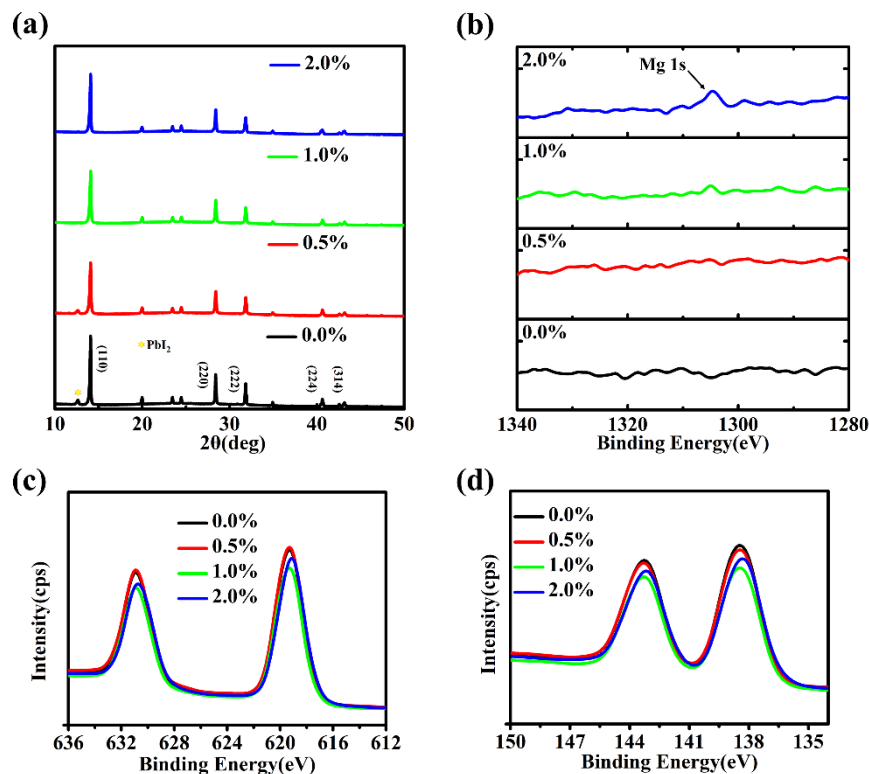 (a)
2.0%
1.0%
0.5%
0.0%
* PbI2
(110)
(220)
(222)
(224)
(314)
*
10 20 30 40 50
2θ(deg)
(b)
2.0%
Mg 1s
1.0%
0.5%
0.0%
1340 1320 1300 1280
Binding Energy(eV)
(c)
0.0%
0.5%
1.0%
2.0%
Intensity(cps)
636 632 628 624 620 616 612
Binding Energy(eV)
(d)
0.0%
0.5%
1.0%
2.0%
Intensity(cps)
150 147 144 141 138 135
Binding Energy(eV)